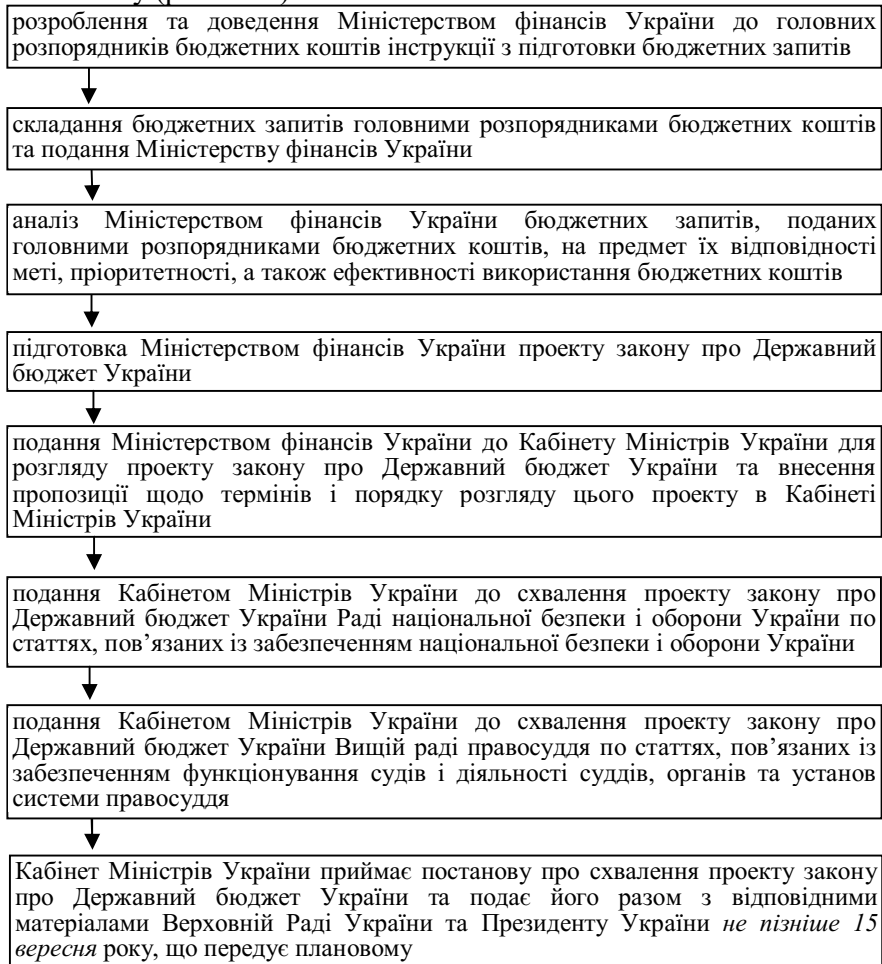 розроблення та доведення Міністерством фінансів України до головних
розпорядників бюджетних коштів інструкції з підготовки бюджетних запитів
складання бюджетних запитів головними розпорядниками бюджетних коштів
та подання Міністерству фінансів України
аналіз Міністерством фінансів України бюджетних запитів, поданих
головними розпорядниками бюджетних коштів, на предмет їх відповідності
меті, пріоритетності, а також ефективності використання бюджетних коштів
підготовка Міністерством фінансів України проекту закону про Державний
бюджет України
подання Міністерством фінансів України до Кабінету Міністрів України для
розгляду проекту закону про Державний бюджет України та внесення
пропозиції щодо термінів і порядку розгляду цього проекту в Кабінеті
Міністрів України
подання Кабінетом Міністрів України до схвалення проекту закону про
Державний бюджет України Раді національної безпеки і оборони України по
статтях, пов’язаних із забезпеченням національної безпеки і оборони України
подання Кабінетом Міністрів України до схвалення проекту закону про
Державний бюджет України Вищій раді правосуддя по статтях, пов’язаних із
забезпеченням функціонування судів і діяльності суддів, органів та установ
системи правосуддя
Кабінет Міністрів України приймає постанову про схвалення проекту закону
про Державний бюджет України та подає його разом з відповідними
матеріалами Верховній Раді України та Президенту України не пізніше 15
вересня року, що передує плановому